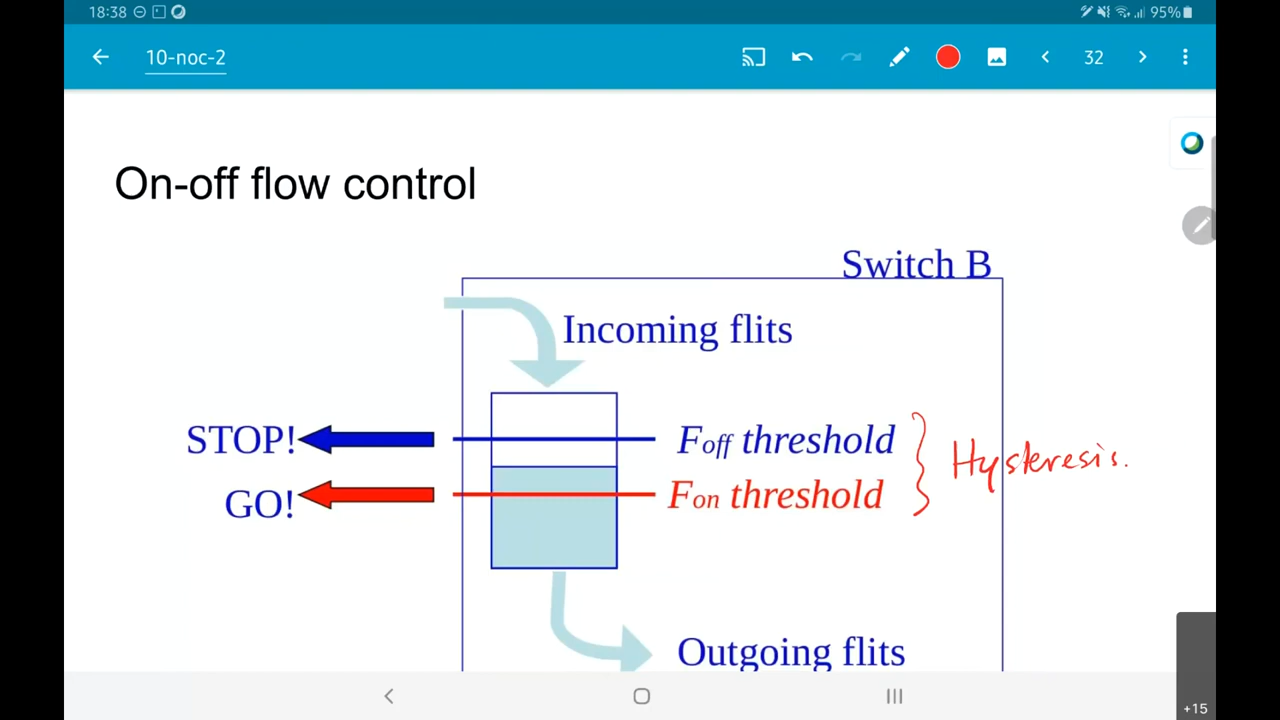 18:38
95%
10-noc-2
32
On-off flow control
Switch B
Incoming flits
STOP!
Foff threshold
Hysteresis.
GO!
Fon threshold
Outgoing flits
+15